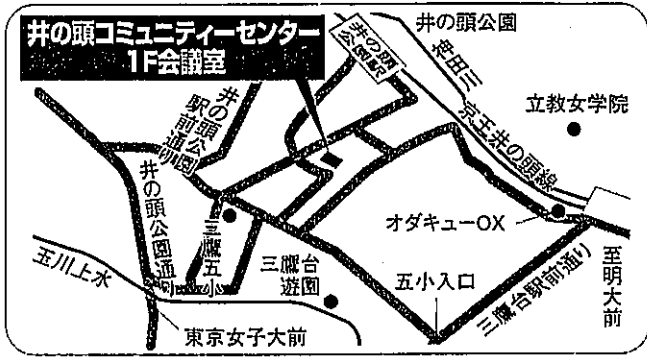 井の頭コミュニティーセンター
1F会議室
井の頭公園駅
井の頭公園
神田川
京王井の頭線
立教女学院
井の頭公園
駅前通り
井の頭公園通り
三鷹五小
オダキューOX
三鷹台
遊園
五小入口
三鷹台駅前通り
至明大前
玉川上水
東京女子大前